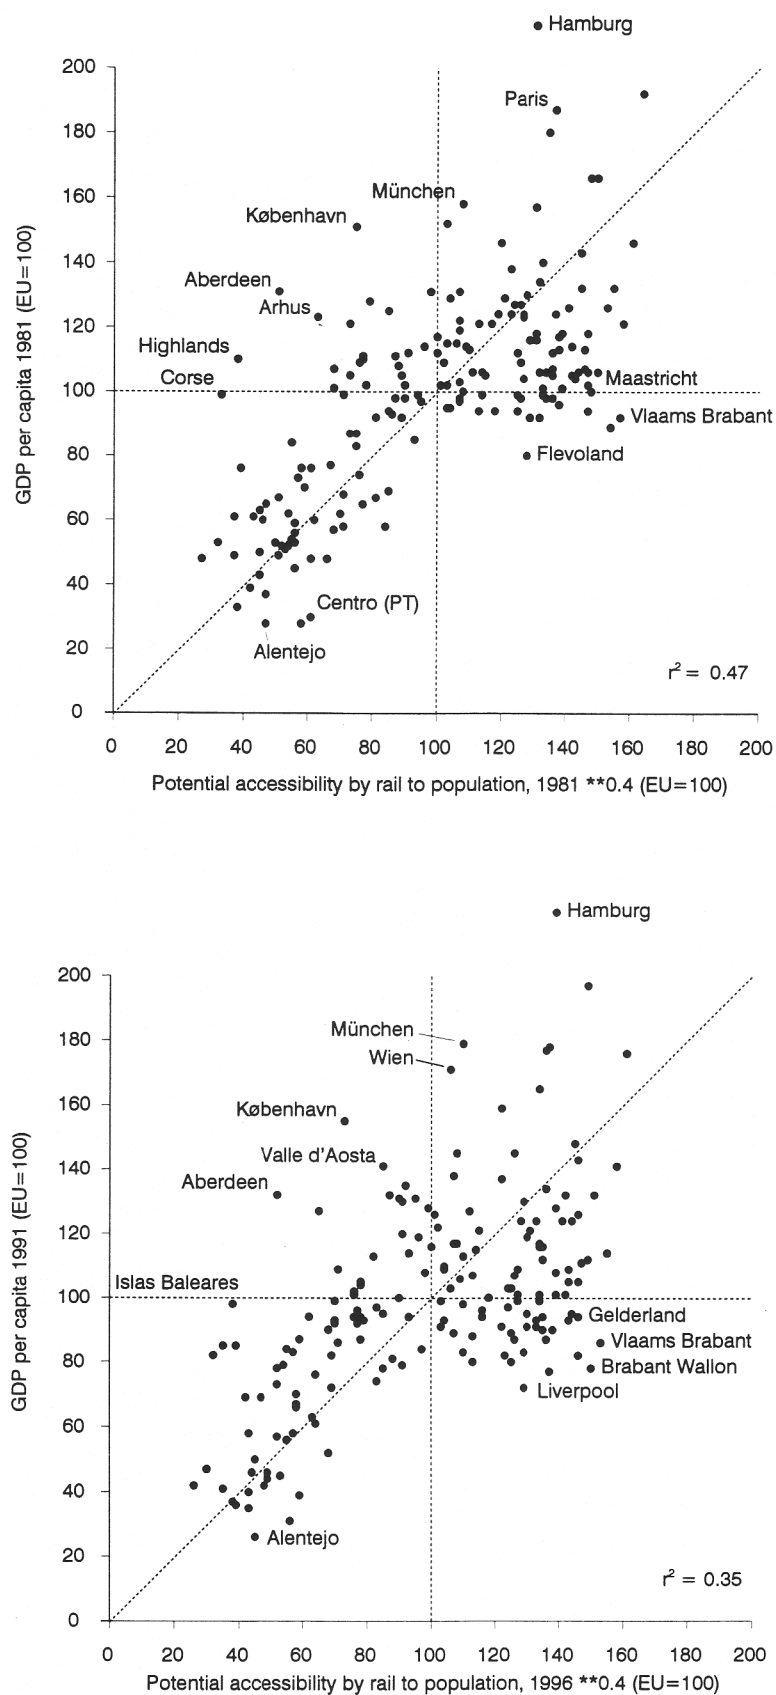 Hamburg
200
Paris
180
München
160
København
140
Aberdeen
Arhus
120
Highlands
Corse
Maastricht
100
Vlaams Brabant
80
Flevoland
60
40
Centro (PT)
20
Alentejo
r² = 0.47
0
GDP per capita 1981 (EU=100)
0 20 40 60 80 100 120 140 160 180 200
Potential accessibility by rail to population, 1981 **0.4 (EU=100)
Hamburg
200
München
180
Wien
160
København
Valle d'Aosta
140
Aberdeen
120
Islas Baleares
100
Gelderland
Vlaams Brabant
80
Brabant Wallon
Liverpool
60
40
Alentejo
20
r² = 0.35
0
GDP per capita 1991 (EU=100)
0 20 40 60 80 100 120 140 160 180 200
Potential accessibility by rail to population, 1996 **0.4 (EU=100)